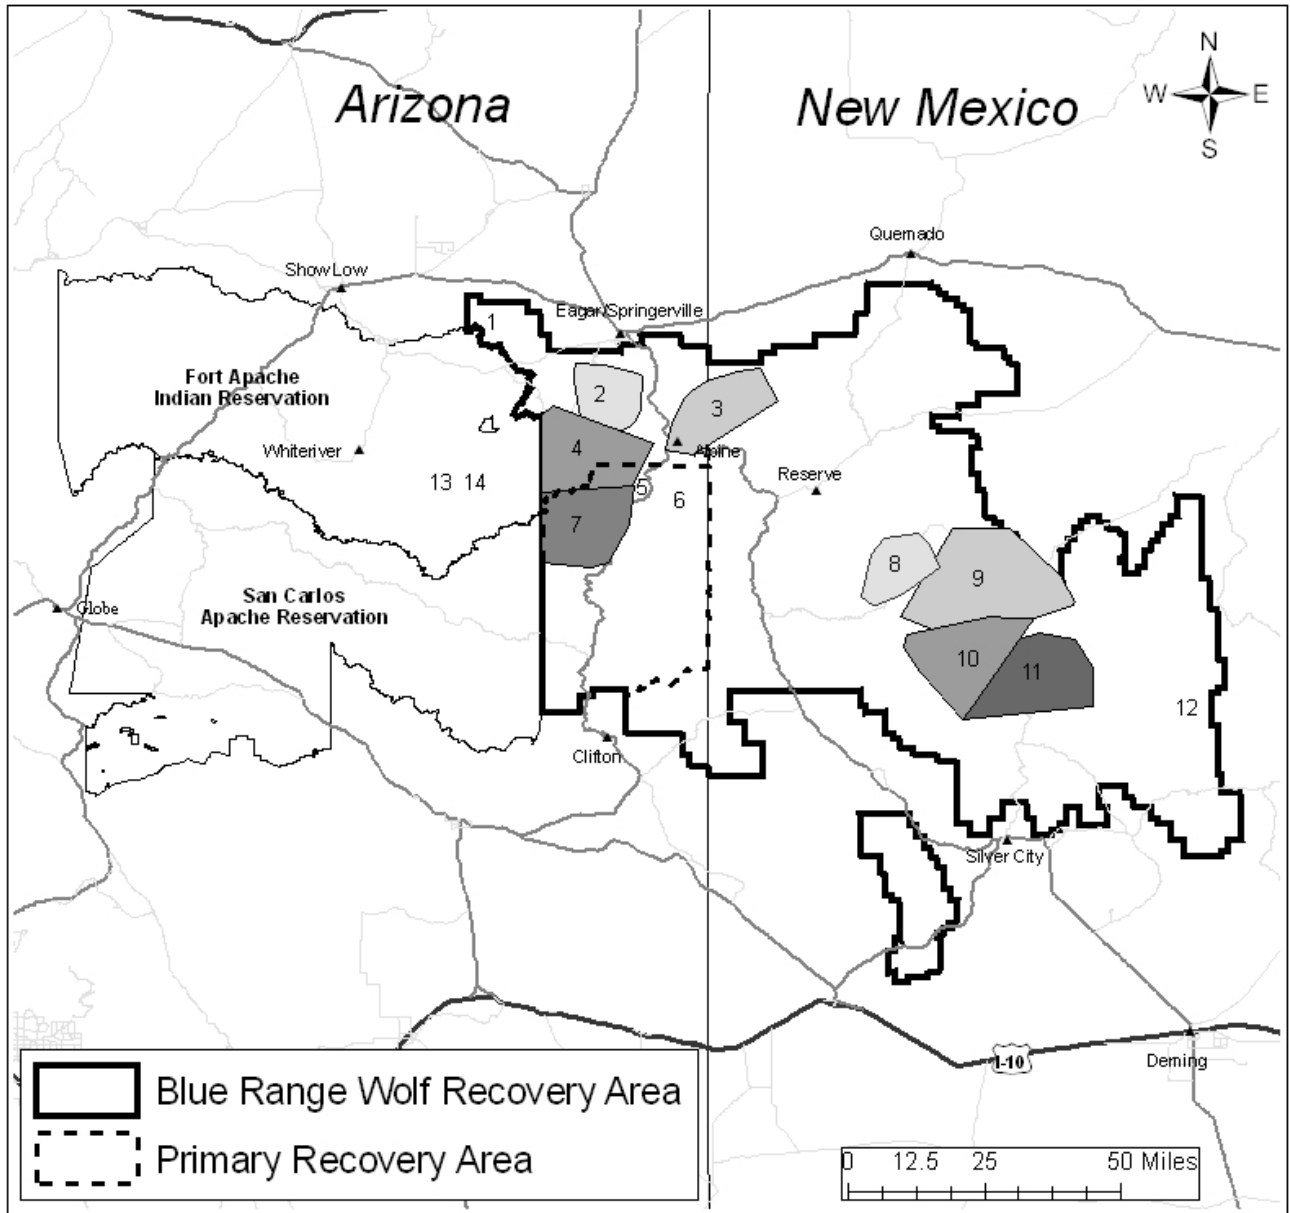 N
Arizona
New Mexico
W
E
S
Quemado
Show Low
Eagar/Springerville
1
Fort Apache
Indian Reservation
2
3
Whiteriver
4
Alpine
Reserve
13 14
5
6
7
8
9
San Carlos
Apache Reservation
Globe
10
11
12
Clifton
Silver City
I-10
Deming
Blue Range Wolf Recovery Area
Primary Recovery Area
0 12.5 25 50 Miles